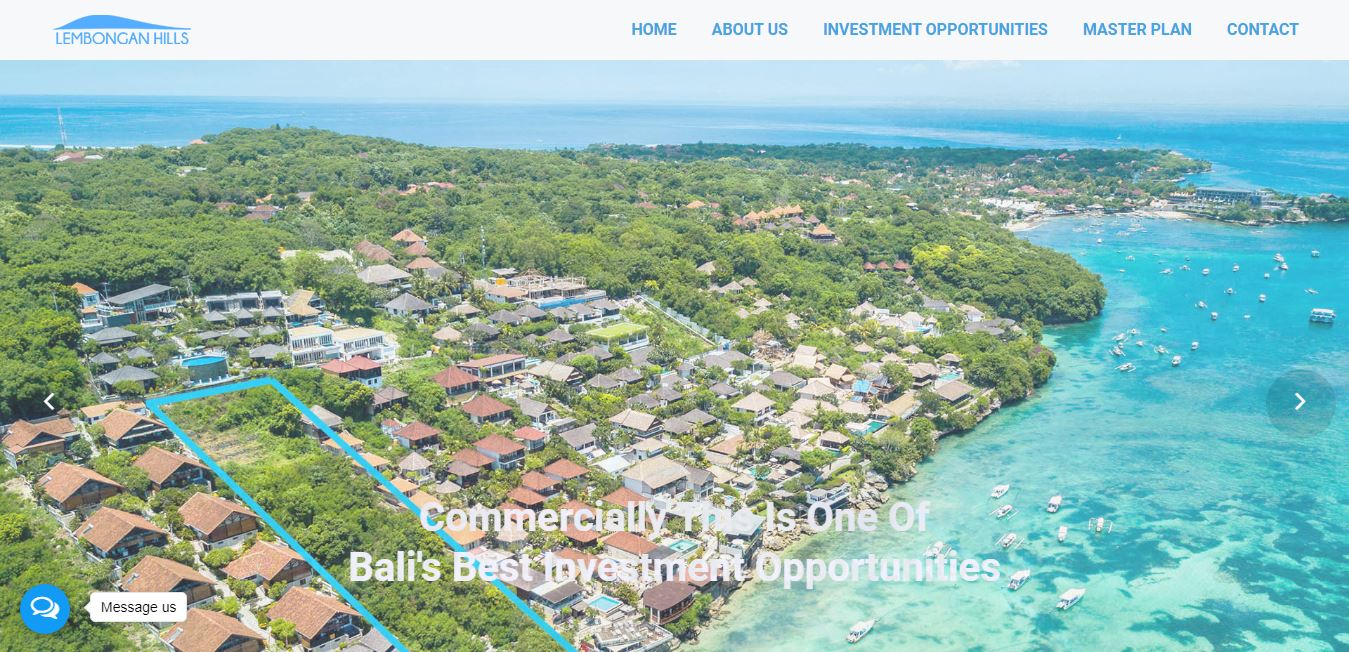 LEMBONGAN HILLS
HOME ABOUT US INVESTMENT OPPORTUNITIES MASTER PLAN CONTACT
Commercially This Is One Of
Bali's Best Investment Opportunities
Message us